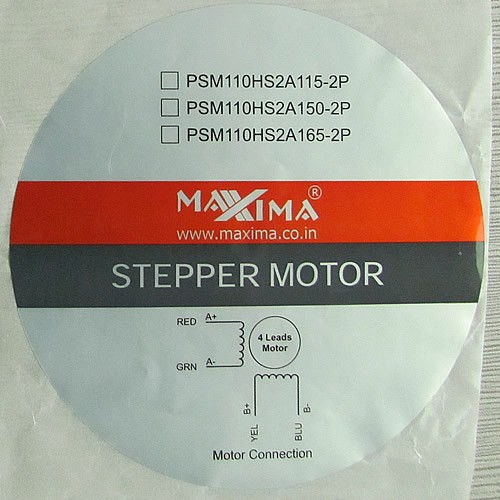 PSM110HS2A115-2P
PSM110HS2A150-2P
PSM110HS2A165-2P
MAXXIMA®
www.maxima.co.in
STEPPER MOTOR
RED A+
4 Leads
Motor
GRN A-
B+ B-
YEL BLU
Motor Connection